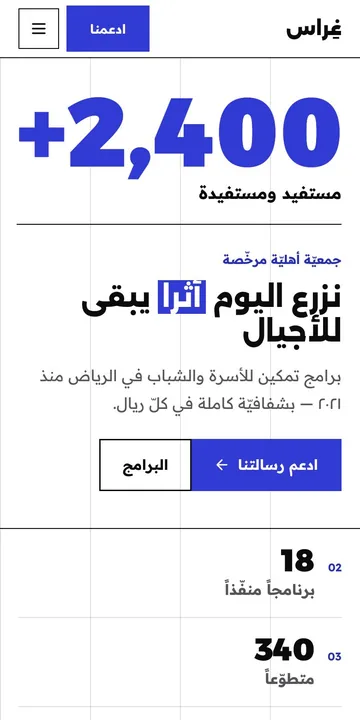 غِراس
ادعمنا
+2,400
مستفيد ومستفيدة
جمعيّة أهليّة مرخّصة
نزرع اليوم أثرا يبقى
للأجيال
برامج تمكين للأسرة والشباب في الرياض منذ
٢٠٢١ — بشفافيّة كاملة في كلّ ريال.
ادعم رسالتنا ←
البرامج
02 18
برنامجاً منفّذاً
03 340
متطوّعاً